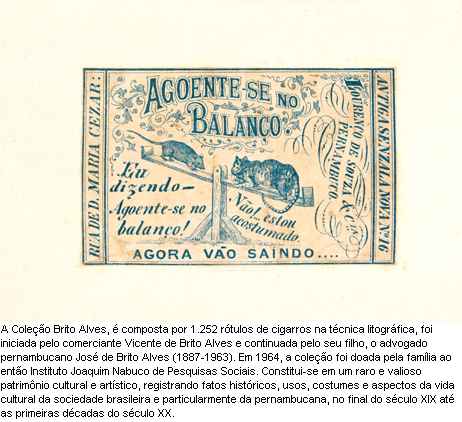 AGOENTE-SE NO
BALANÇO.
RUA DE D. MARIA CEZAR:
LOURENÇO DE SOUZA & Cia
PERNAMBUCO
ANTIGA SENZALA NOVA Nº 16
Eu
dizendo—
Agoente-se no
balanço!
Não! estou
acostumado.
AGORA VÃO SAINDO....
A Coleção Brito Alves, é composta por 1.252 rótulos de cigarros na técnica litográfica, foi
iniciada pelo comerciante Vicente de Brito Alves e continuada pelo seu filho, o advogado
pernambucano José de Brito Alves (1887-1963). Em 1964, a coleção foi doada pela família ao
então Instituto Joaquim Nabuco de Pesquisas Sociais. Constitui-se em um raro e valioso
patrimônio cultural e artístico, registrando fatos históricos, usos, costumes e aspectos da vida
cultural da sociedade brasileira e particularmente da pernambucana, no final do século XIX até
as primeiras décadas do século XX.